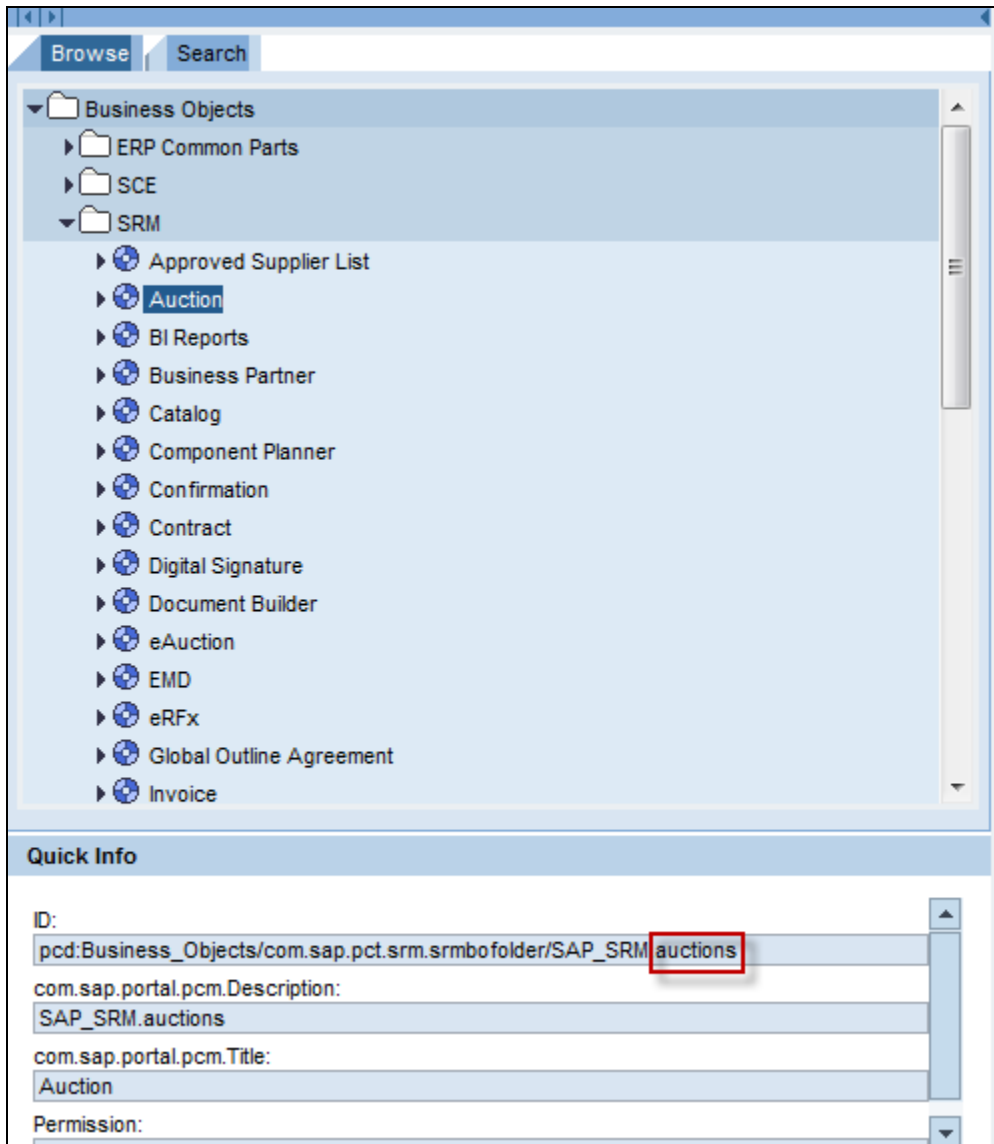 Browse Search
Business Objects
ERP Common Parts
SCE
SRM
Approved Supplier List
Auction
BI Reports
Business Partner
Catalog
Component Planner
Confirmation
Contract
Digital Signature
Document Builder
eAuction
EMD
eRFx
Global Outline Agreement
Invoice
Quick Info
ID:
pcd:Business_Objects/com.sap.pct.srm.srmbofolder/SAP_SRM.auctions
com.sap.portal.pcm.Description:
SAP_SRM.auctions
com.sap.portal.pcm.Title:
Auction
Permission: